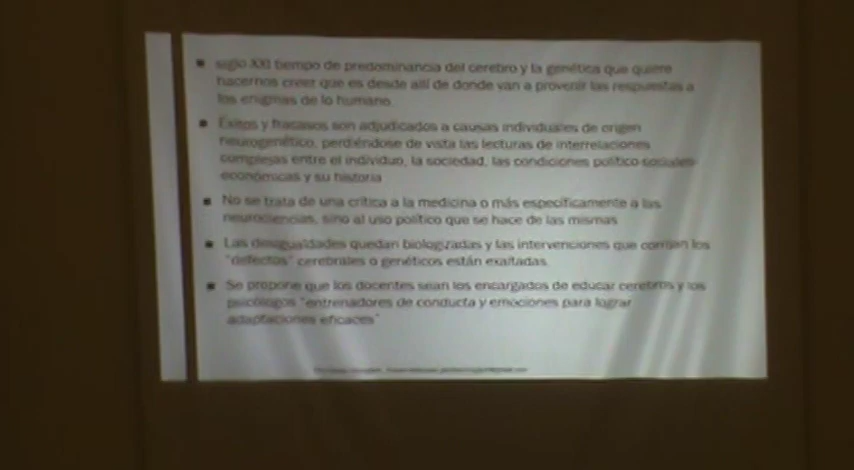 siglo XXI tiempo de predominancia del cerebro y la genética que quiere
hacernos creer que es desde allí de donde van a provenir las respuestas a
los enigmas de lo humano.
Éxitos y fracasos son adjudicados a causas individuales de origen
neurogenético, perdiéndose de vista las lecturas de interrelaciones
complejas entre el individuo, la sociedad, las condiciones político-sociales-
económicas y su historia
No se trata de una crítica a la medicina o más específicamente a las
neurociencias, sino al uso político que se hace de las mismas
Las desigualdades quedan biologizadas y las intervenciones que corrijan los
"defectos" cerebrales o genéticos están exaltadas.
Se propone que los docentes sean los encargados de educar cerebros y los
psicólogos "entrenadores de conducta y emociones para lograr
adaptaciones eficaces"